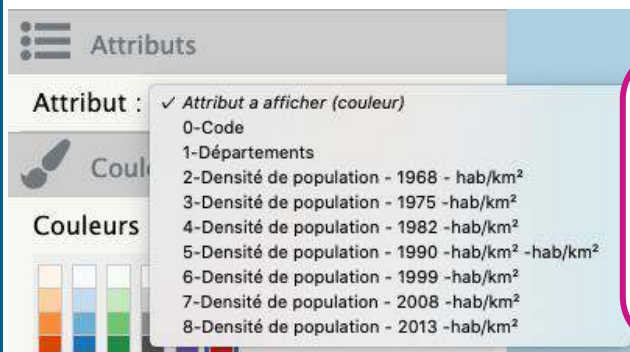 Attributs
Attribut :
✓ Attribut a afficher (couleur)
0-Code
1-Départements
2-Densité de population - 1968 - hab/km²
3-Densité de population - 1975 -hab/km²
4-Densité de population - 1982 -hab/km²
5-Densité de population - 1990 -hab/km² -hab/km²
6-Densité de population - 1999 -hab/km²
7-Densité de population - 2008 -hab/km²
8-Densité de population - 2013 -hab/km²
Coul
Couleurs